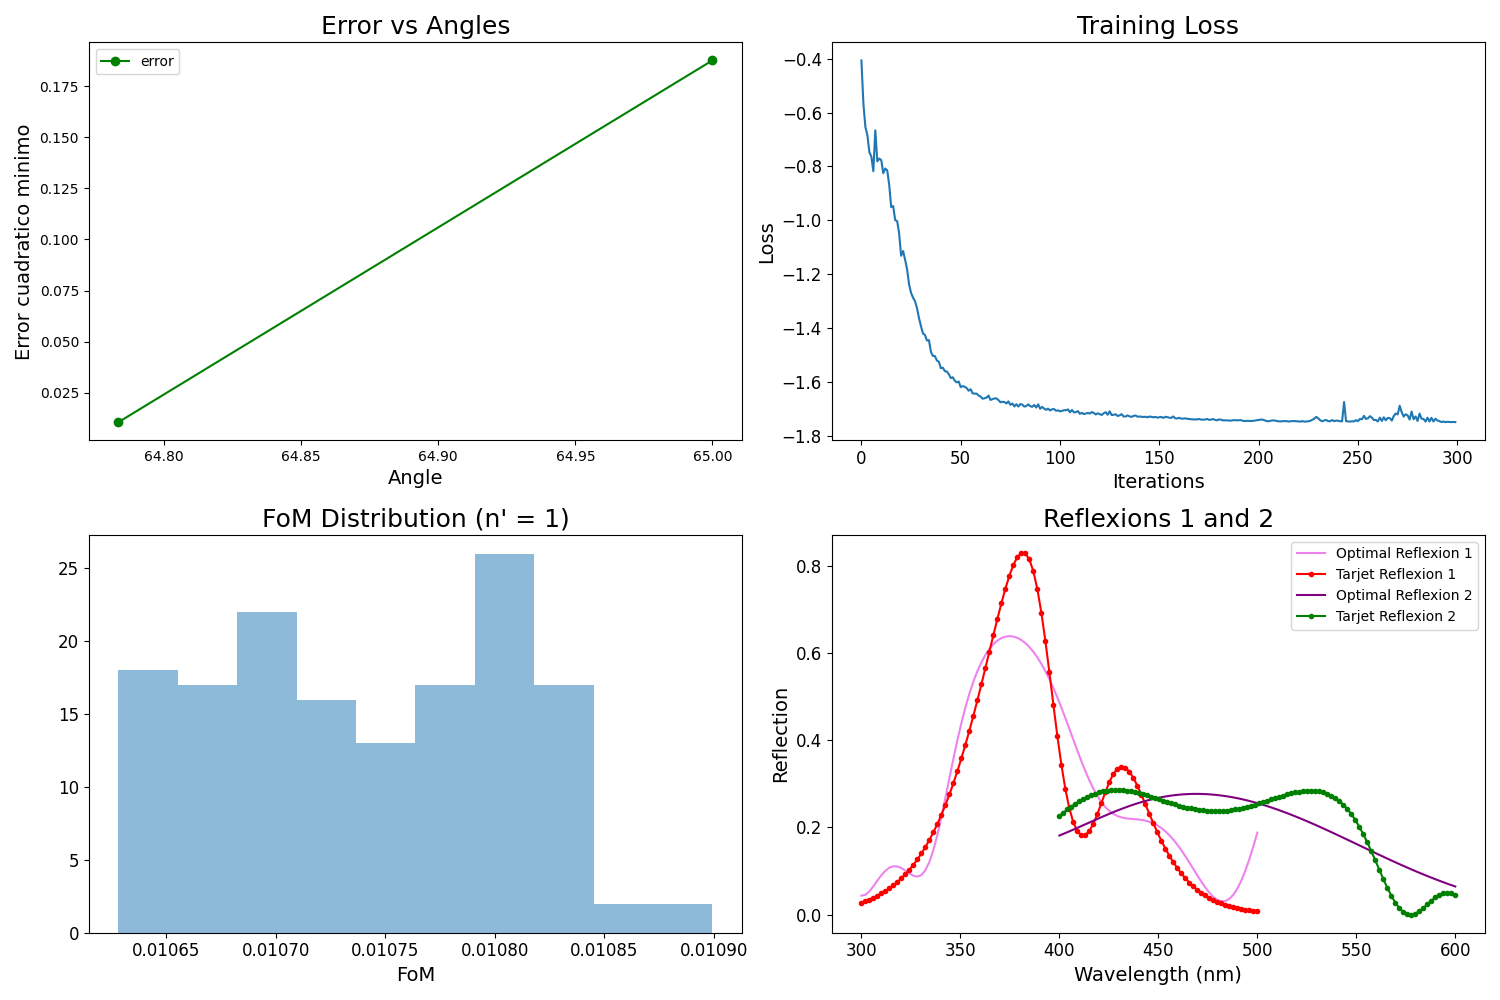 Error vs Angles
error
0.175
0.150
0.125
0.100
0.075
0.050
0.025
Error cuadratico minimo
64.80 64.85 64.90 64.95 65.00
Angle
Training Loss
−0.4
−0.6
−0.8
−1.0
−1.2
−1.4
−1.6
−1.8
Loss
0 50 100 150 200 250 300
Iterations
FoM Distribution (n' = 1)
25
20
15
10
5
0
0.01065 0.01070 0.01075 0.01080 0.01085 0.01090
FoM
Reflexions 1 and 2
Optimal Reflexion 1
Tarjet Reflexion 1
Optimal Reflexion 2
Tarjet Reflexion 2
0.8
0.6
0.4
0.2
0.0
Reflection
300 350 400 450 500 550 600
Wavelength (nm)